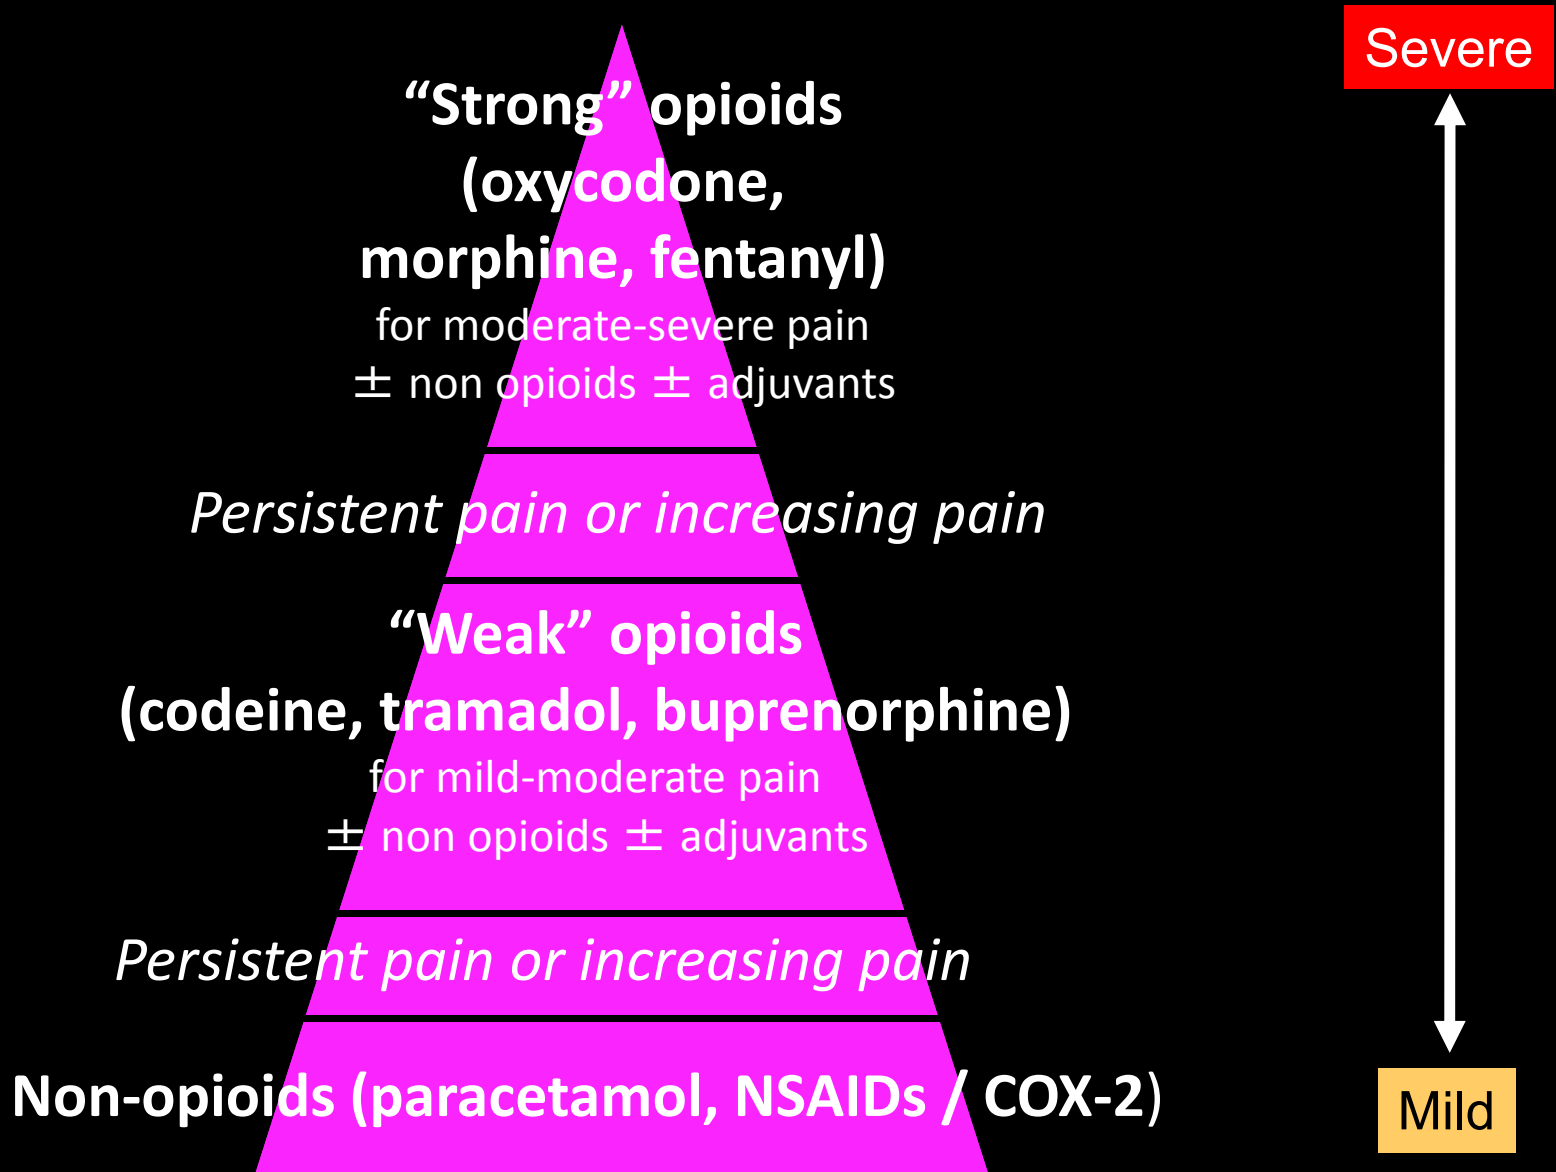 Severe
“Strong” opioids
(oxycodone,
morphine, fentanyl)
for moderate-severe pain
± non opioids ± adjuvants
Persistent pain or increasing pain
“Weak” opioids
(codeine, tramadol, buprenorphine)
for mild-moderate pain
± non opioids ± adjuvants
Persistent pain or increasing pain
Non-opioids (paracetamol, NSAIDs / COX-2)
Mild